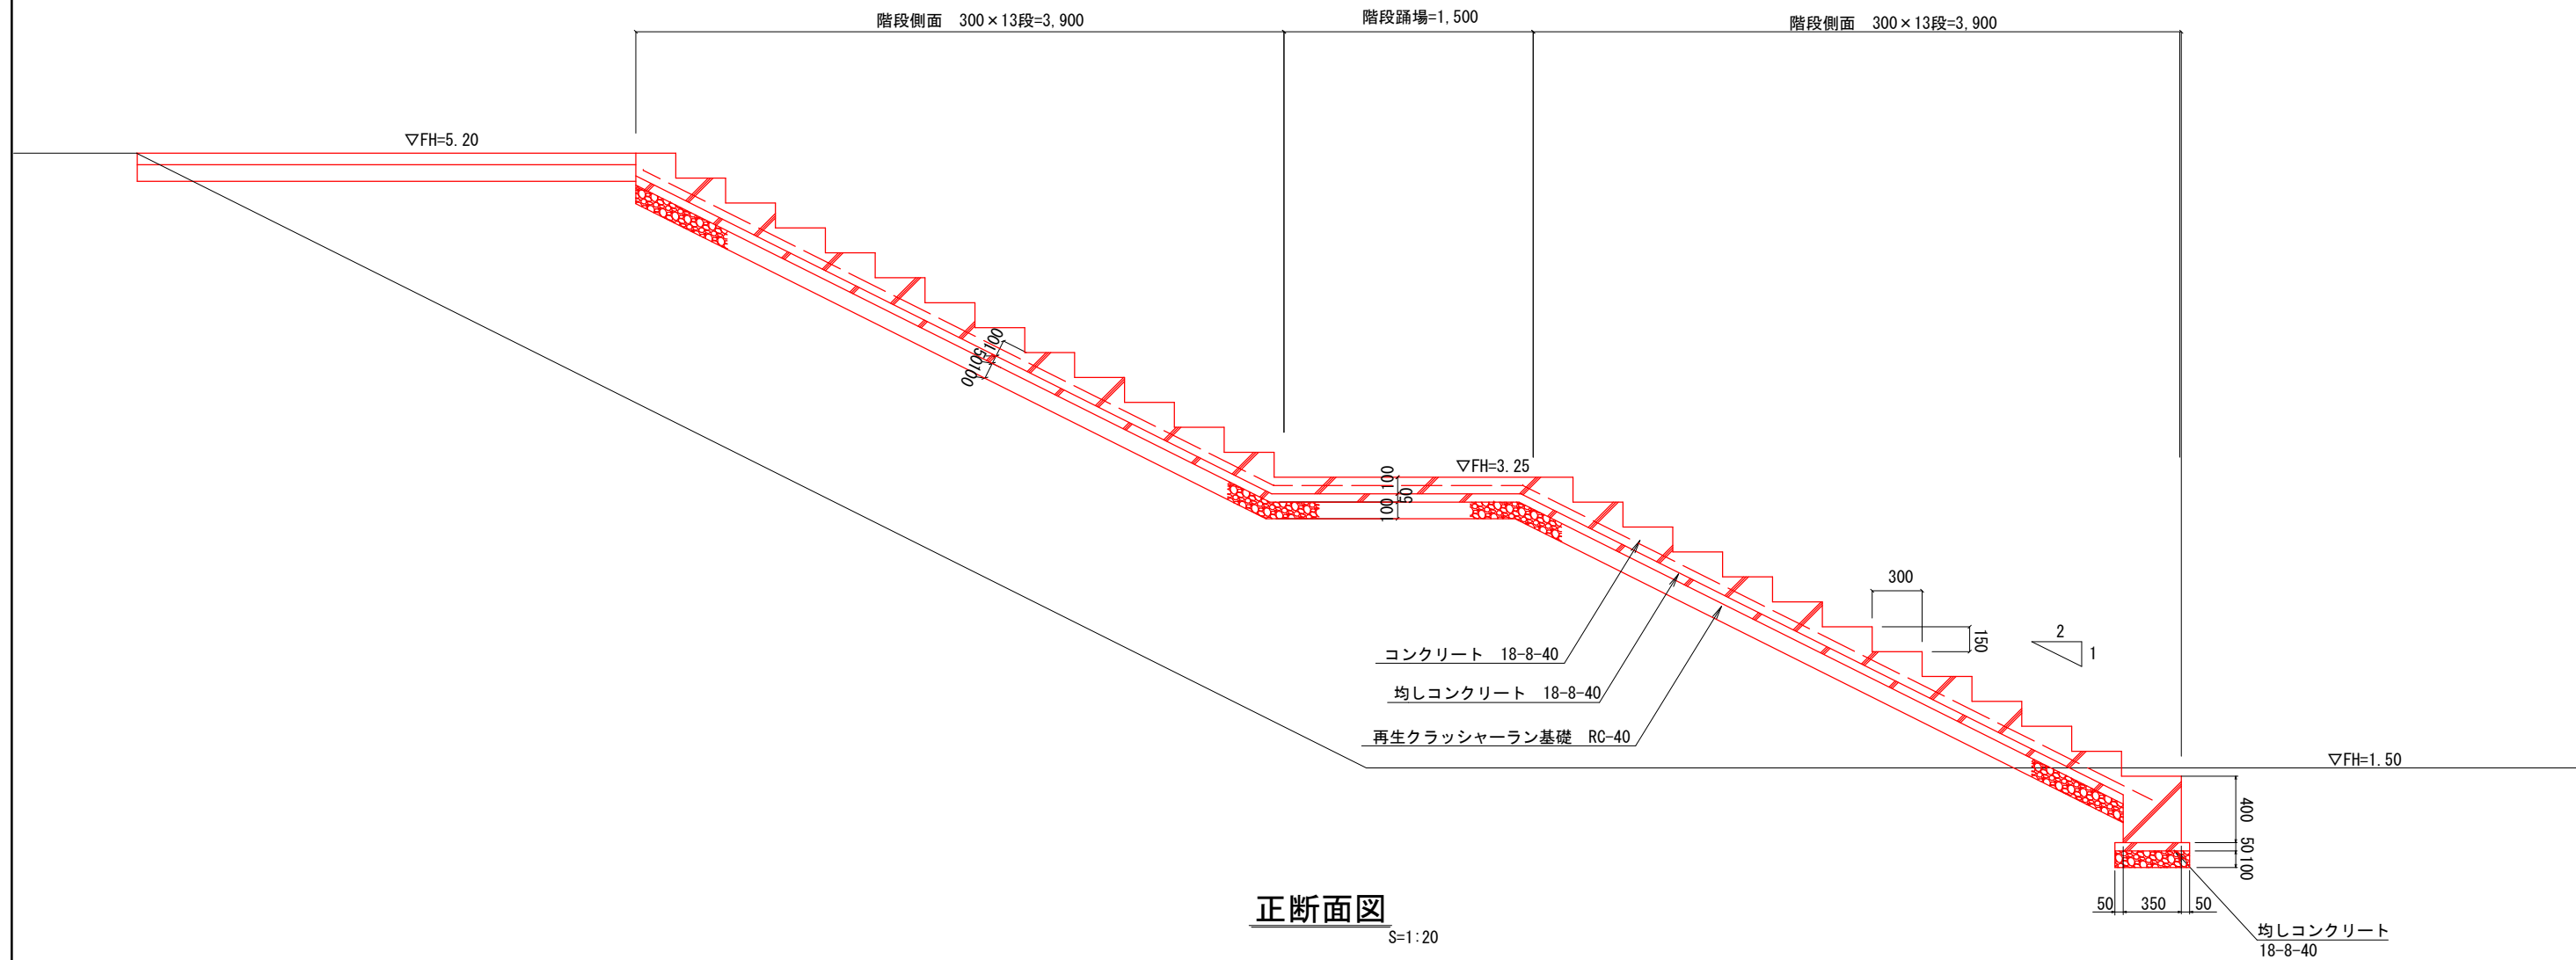 階段側面　300×13段=3,900
階段踊場=1,500
階段側面　300×13段=3,900
▽FH=5.20
100
50
100
▽FH=3.25
100
50
100
300
150
2
1
コンクリート　18-8-40
均しコンクリート　18-8-40
再生クラッシャーラン基礎　RC-40
▽FH=1.50
400
50
100
50
350
50
均しコンクリート
18-8-40
正断面図
S=1:20